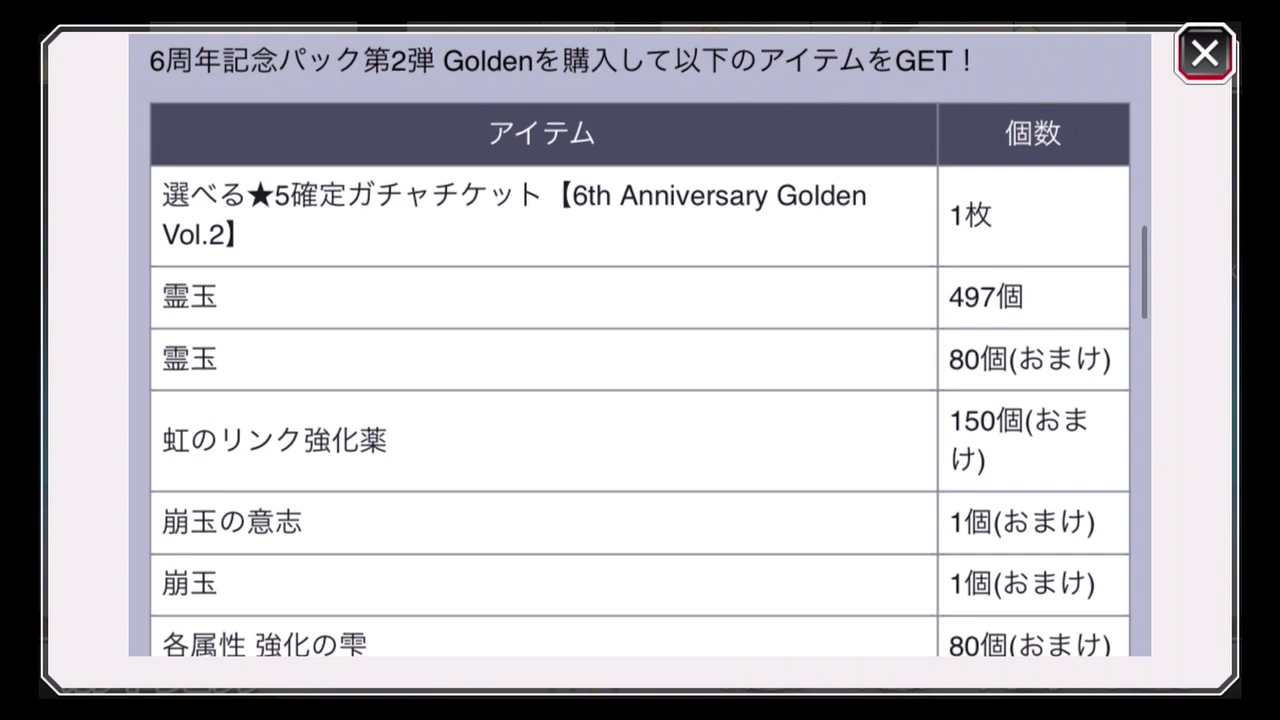 6周年記念パック第2弾 Goldenを購入して以下のアイテムをGET！
アイテム
個数
選べる★5確定ガチャチケット【6th Anniversary Golden
Vol.2】
1枚
霊玉
497個
霊玉
80個(おまけ)
虹のリンク強化薬
150個(おま
け)
崩玉の意志
1個(おまけ)
崩玉
1個(おまけ)
各属性 強化の雫
80個(おまけ)